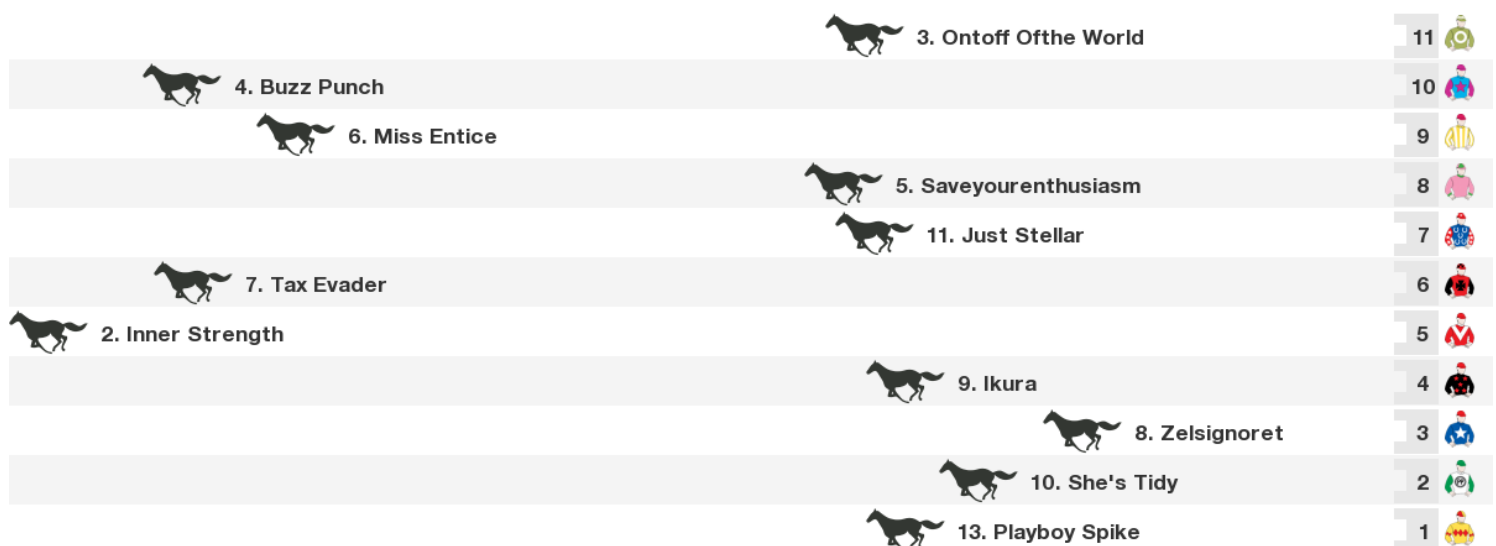 3. Ontoff Ofthe World 11
4. Buzz Punch 10
6. Miss Entice 9
5. Saveyourenthusiasm 8
11. Just Stellar 7
7. Tax Evader 6
2. Inner Strength 5
9. Ikura 4
8. Zelsignoret 3
10. She's Tidy 2
13. Playboy Spike 1